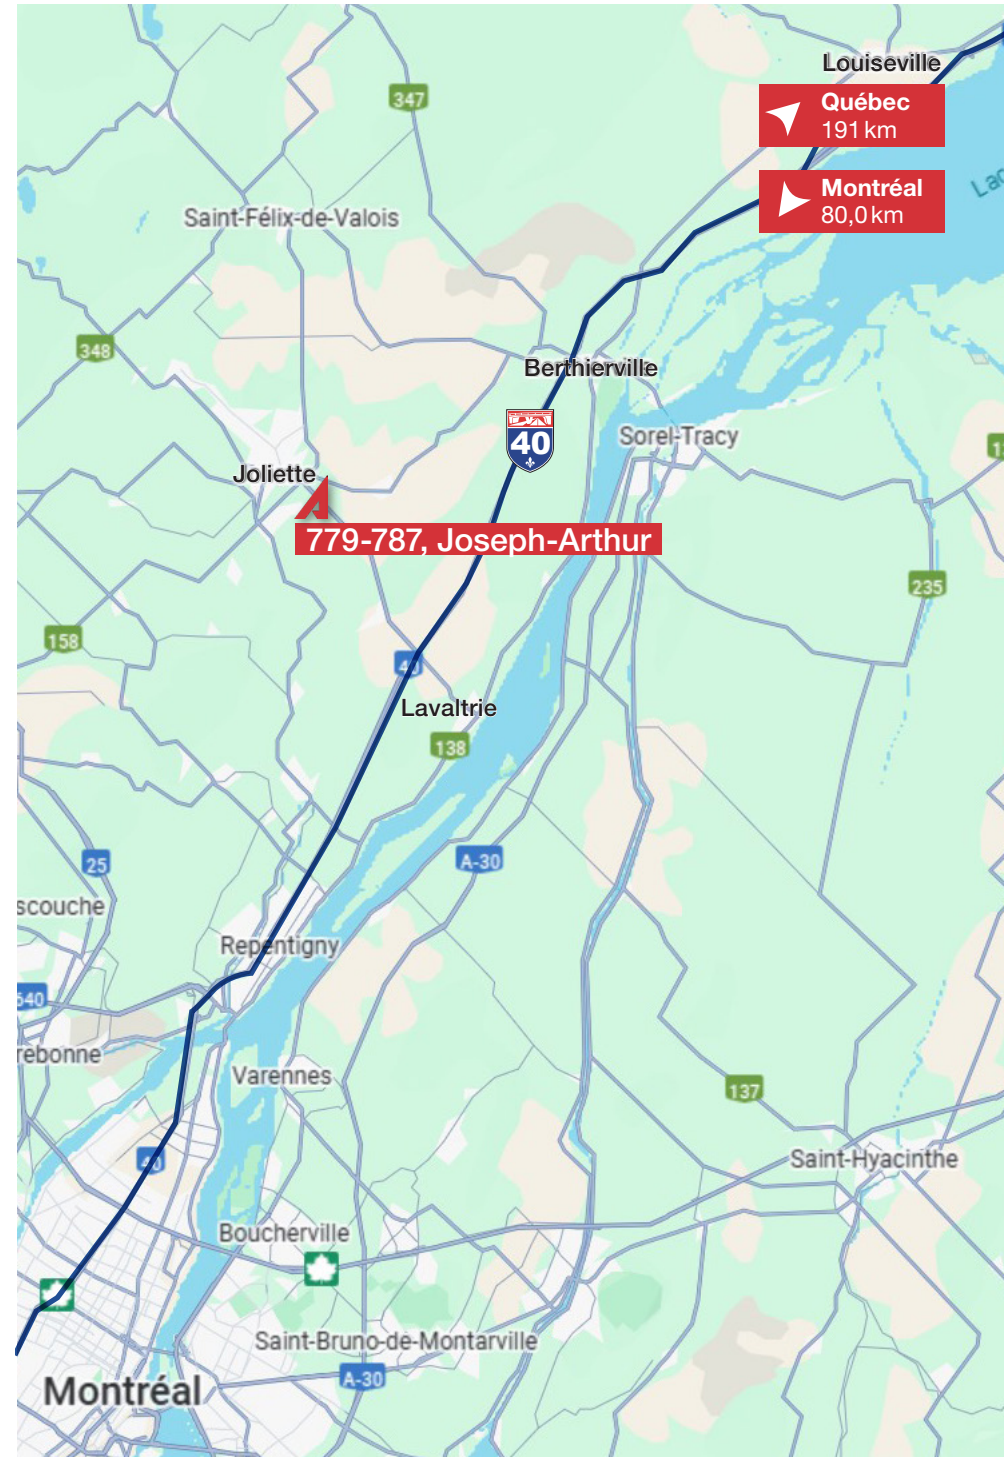 Louiseville
347
Québec
191 km
Montréal
80,0 km
Lac
Saint-Félix-de-Valois
348
Berthierville
40
Sorel-Tracy
Joliette
779-787, Joseph-Arthur
235
158
40
Lavaltrie
138
25
A-30
scouche
Repentigny
640
rebonne
Varennes
137
40
Saint-Hyacinthe
Boucherville
Saint-Bruno-de-Montarville
A-30
Montréal